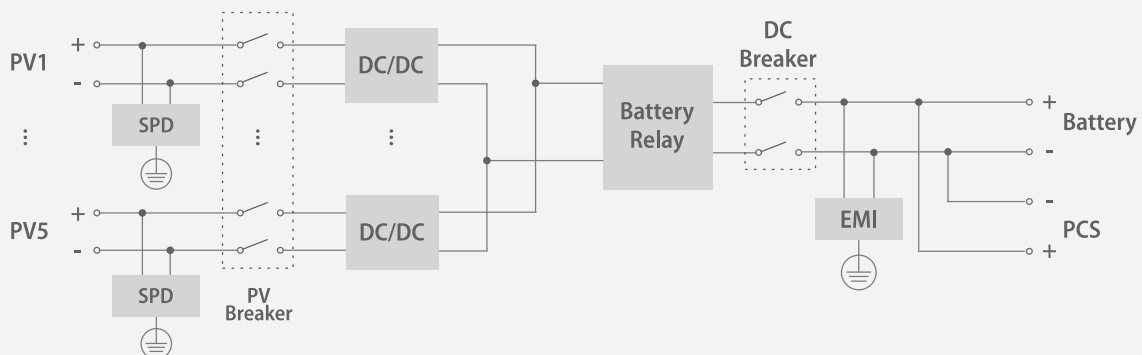 PV1
+
-
SPD
DC/DC
Battery
Relay
DC
Breaker
+
Battery
-
-
PCS
+
EMI
PV5
+
-
SPD
DC/DC
PV
Breaker